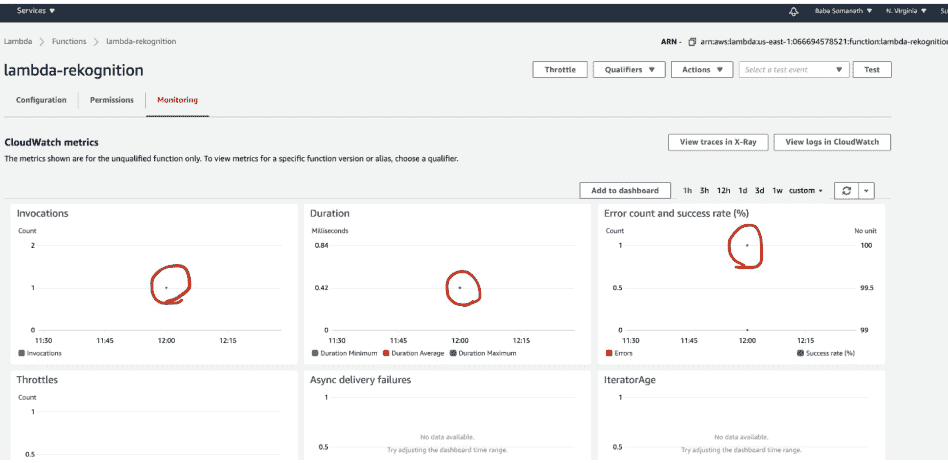 Services ▼ Baba Somanath ▼ N. Virginia ▼ Su
Lambda > Functions > lambda-rekognition ARN - arn:aws:lambda:us-east-1:066694578521:function:lambda-rekognition
lambda-rekognition Throttle Qualifiers ▼ Actions ▼ Select a test event ▼ Test
Configuration Permissions Monitoring
CloudWatch metrics View traces in X-Ray View logs in CloudWatch
The metrics shown are for the unqualified function only. To view metrics for a specific function version or alias, choose a qualifier.
Add to dashboard 1h 3h 12h 1d 3d 1w custom
Invocations
Count
2
1
0
11:30 11:45 12:00 12:15
Invocations
Duration
Milliseconds
0.84
0.42
0
11:30 11:45 12:00 12:15
Duration Minimum Duration Average Duration Maximum
Error count and success rate (%)
Count No unit
1 100
0.5 99.5
0 99
11:30 11:45 12:00 12:15
Errors Success rate (%)
Throttles
Count
1
0.5
Async delivery failures
1
No data available.
0.5 Try adjusting the dashboard time range.
IteratorAge
1
No data available.
0.5 Try adjusting the dashboard time range.